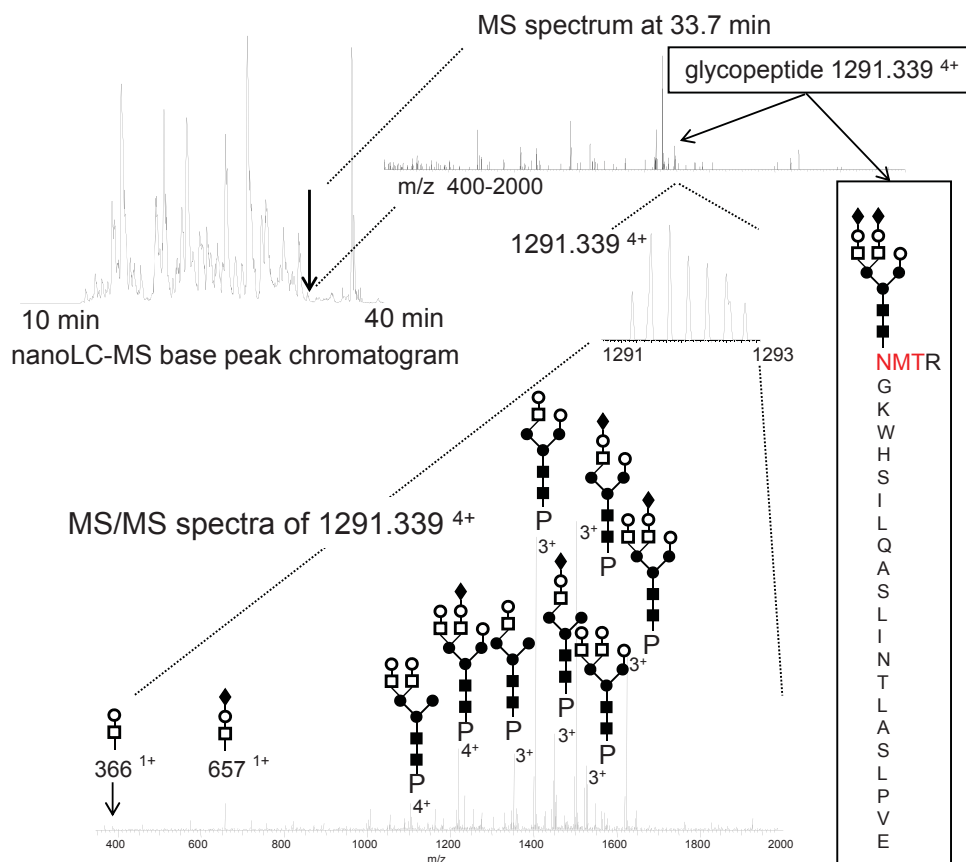 MS spectrum at 33.7 min
glycopeptide 1291.339 4+
m/z 400-2000
1291.339 4+
10 min
40 min
nanoLC-MS base peak chromatogram
1291
1293
NMTR
G
K
W
H
S
I
L
Q
A
S
L
I
N
T
L
A
S
L
P
V
E
MS/MS spectra of 1291.339 4+
P
3+
3+
P
P
3+
P
4+
P
4+
P
3+
P
3+
P
3+
366 1+
657 1+
400
600
800
1000
1200
1400
1600
1800
2000
m/z